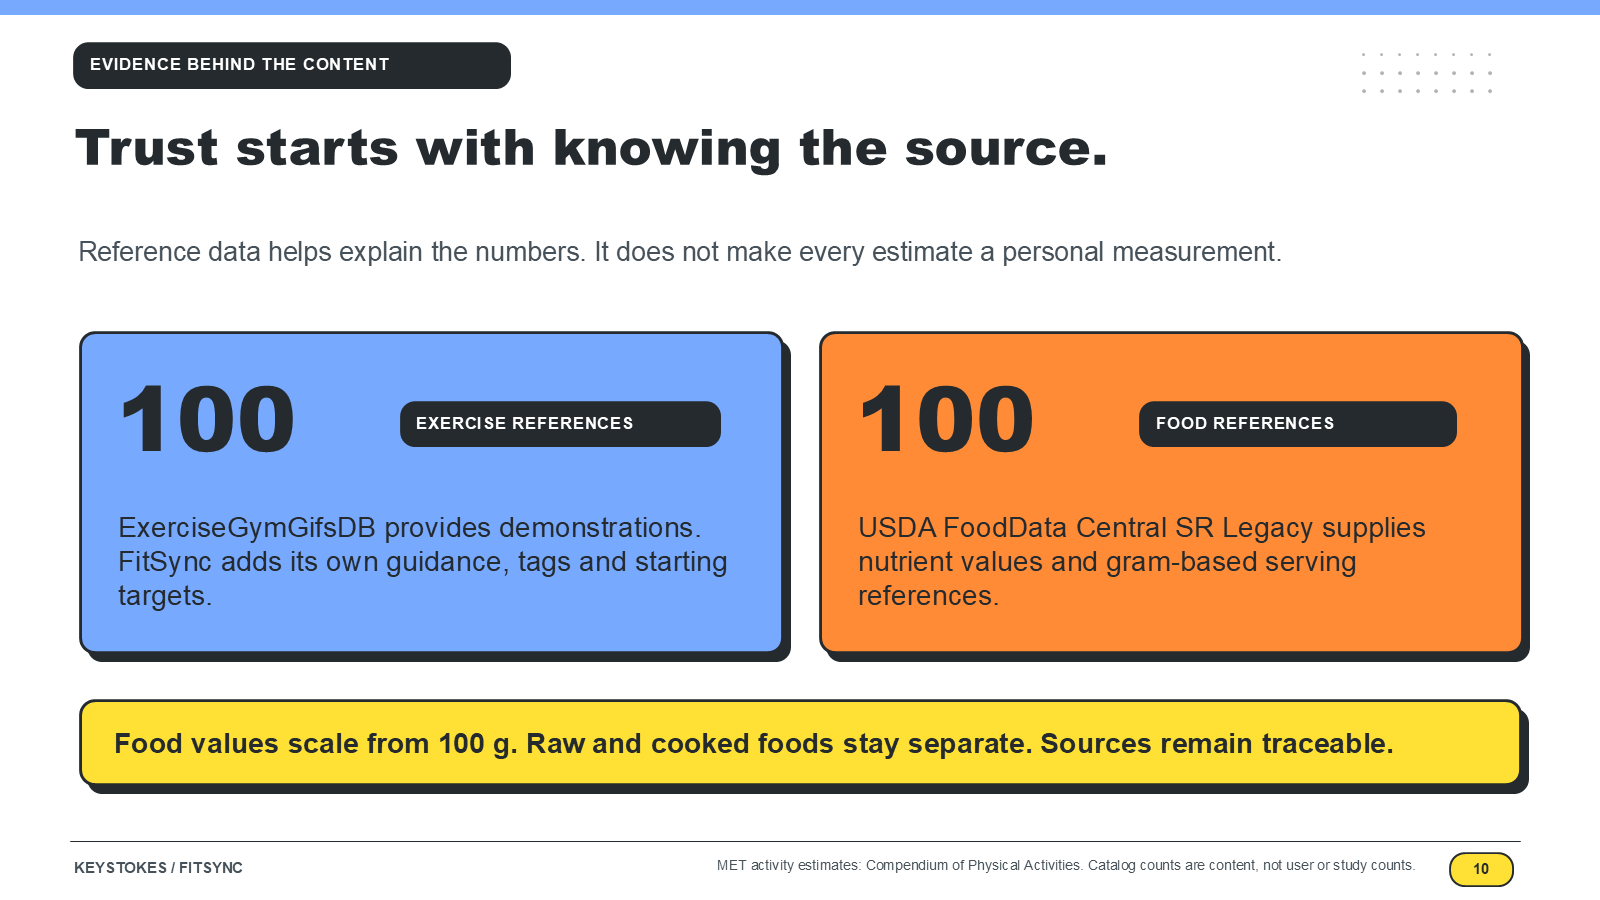 EVIDENCE BEHIND THE CONTENT
Trust starts with knowing the source.
Reference data helps explain the numbers. It does not make every estimate a personal measurement.
100
EXERCISE REFERENCES
ExerciseGymGifsDB provides demonstrations.
FitSync adds its own guidance, tags and starting
targets.
100
FOOD REFERENCES
USDA FoodData Central SR Legacy supplies
nutrient values and gram-based serving
references.
Food values scale from 100 g. Raw and cooked foods stay separate. Sources remain traceable.
KEYSTOKES / FITSYNC
MET activity estimates: Compendium of Physical Activities. Catalog counts are content, not user or study counts.
10